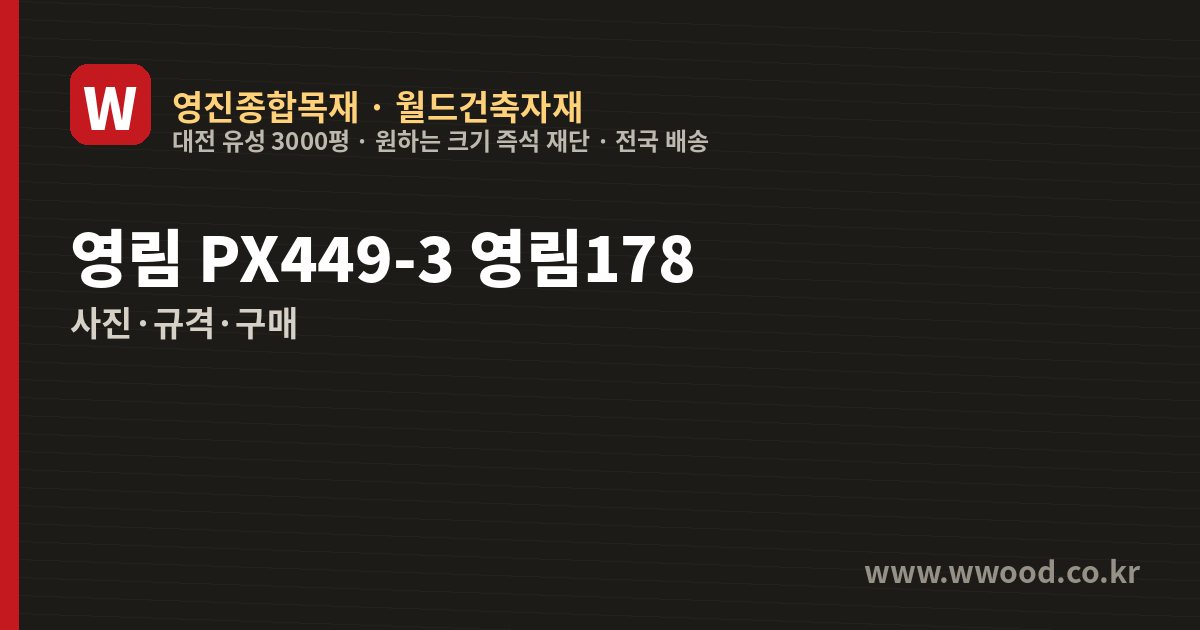 W
영진종합목재 · 월드건축자재
대전 유성 3000평 · 원하는 크기 즉석 재단 · 전국 배송
영림 PX449-3 영림178
사진·규격·구매
www.wwood.co.kr